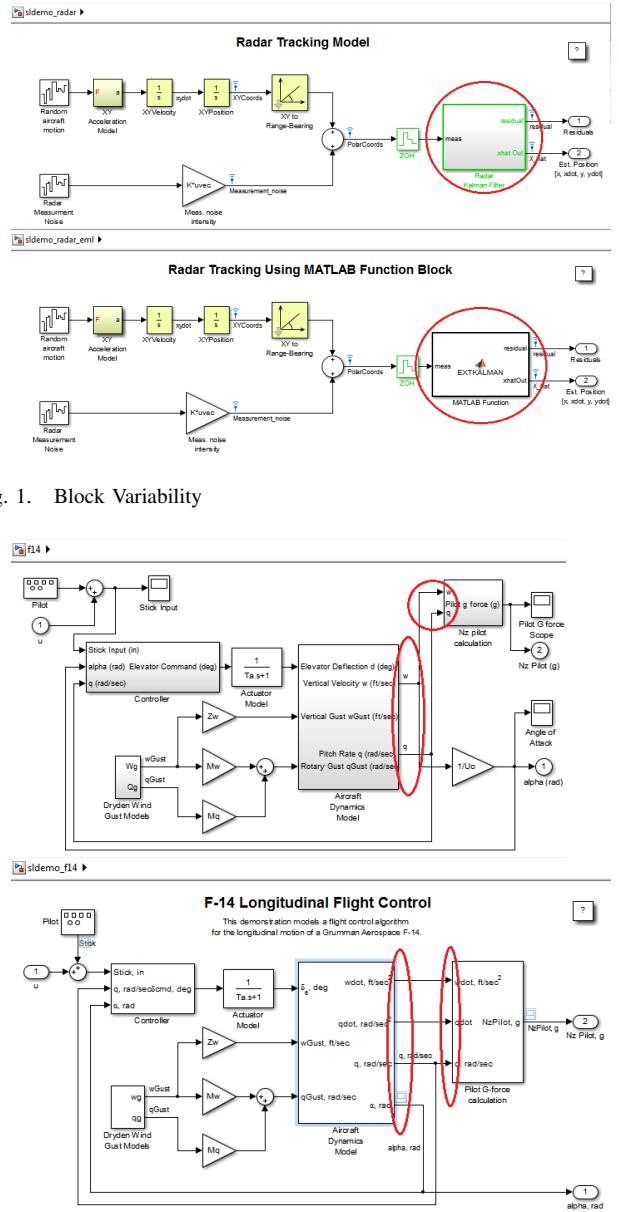 sldemo_radar
Radar Tracking Model
?
Random
aircraft
motion
F a
XY
Acceleration
Model
1
s
xydot
XYVelocity
1
s
XYCoords
XYPosition
XY to
Range-Bearing
+
+
PolarCoords
ZOH
meas
residual
xhat Out
Radar
Kalman Filter
residual
1
Residuals
X_hat
2
Est. Position
[x, xdot, y, ydot]
Radar
Measurment
Noise
K*uvec
Meas. noise
intensity
Measurement_noise
sldemo_radar_eml
Radar Tracking Using MATLAB Function Block
?
Random
aircraft
motion
F a
XY
Acceleration
Model
1
s
xydot
XYVelocity
1
s
XYCoords
XYPosition
XY to
Range-Bearing
+
+
PolarCoords
ZOH
meas
EXTKALMAN
residual
xhatOut
MATLAB Function
residual
1
Residuals
X_hat
2
Est. Position
[x, xdot, y, ydot]
Radar
Measurement
Noise
K*uvec
Meas. noise
intensity
Measurement_noise
g. 1. Block Variability
f14
Pilot
1
u
+
+
Stick Input
Stick Input (in)
alpha (rad) Elevator Command (deg)
q (rad/sec)
Controller
1
Ta.s+1
Actuator
Model
Elevator Deflection d (deg)
Vertical Velocity w (ft/sec)
Vertical Gust wGust (ft/sec)
Pitch Rate q (rad/sec)
Rotary Gust qGust (rad/sec)
Aircraft
Dynamics
Model
w
q
w
Pilot g force (g)
q
Nz pilot
calculation
Pilot G force
Scope
2
Nz Pilot (g)
Angle of
Attack
1
alpha (rad)
1/Uo
Wg
Qg
wGust
qGust
Dryden Wind
Gust Models
Zw
Mw
Mq
+
+
sldemo_f14
F-14 Longitudinal Flight Control
This demonstration models a flight control algorithm
for the longitudinal motion of a Grumman Aerospace F-14.
?
Pilot
Stick
1
u
+
+
Stick, in
q, rad/secδcmd, deg
α, rad
Controller
1
Ta.s+1
Actuator
Model
δe, deg
wGust, ft/sec
qGust, rad/sec
wdot, ft/sec2
qdot, rad/sec2
q, rad/sec
α, rad
Aircraft
Dynamics
Model
q, rad/sec
alpha, rad
wdot, ft/sec2
qdot NzPilot, g
q, rad/sec
Pilot G-force
calculation
NzPilot, g
2
Nz Pilot, g
wg
qg
wGust
qGust
Dryden Wind
Gust Models
Zw
Mw
Mq
+
+
1
alpha, rad